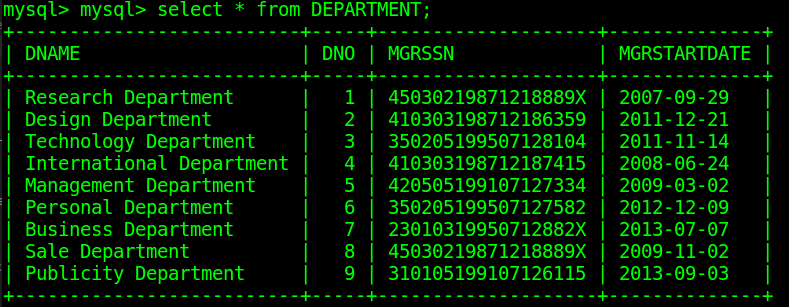 mysql> mysql> select * from DEPARTMENT;
+--------------------------+-----+--------------------+--------------+
| DNAME                    | DNO | MGRSSN             | MGRSTARTDATE |
+--------------------------+-----+--------------------+--------------+
| Research Department      |   1 | 45030219871218889X | 2007-09-29   |
| Design Department        |   2 | 410303198712186359 | 2011-12-21   |
| Technology Department    |   3 | 350205199507128104 | 2011-11-14   |
| International Department |   4 | 410303198712187415 | 2008-06-24   |
| Management Department    |   5 | 420505199107127334 | 2009-03-02   |
| Personal Department      |   6 | 350205199507127582 | 2012-12-09   |
| Business Department      |   7 | 23010319950712882X | 2013-07-07   |
| Sale Department          |   8 | 45030219871218889X | 2009-11-02   |
| Publicity Department     |   9 | 310105199107126115 | 2013-09-03   |
+--------------------------+-----+--------------------+--------------+